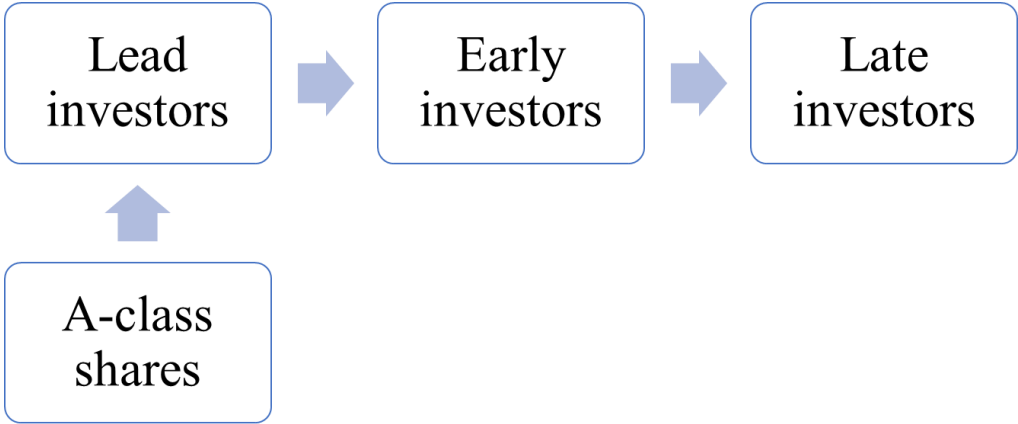 Lead
investors
Early
investors
Late
investors
A-class
shares